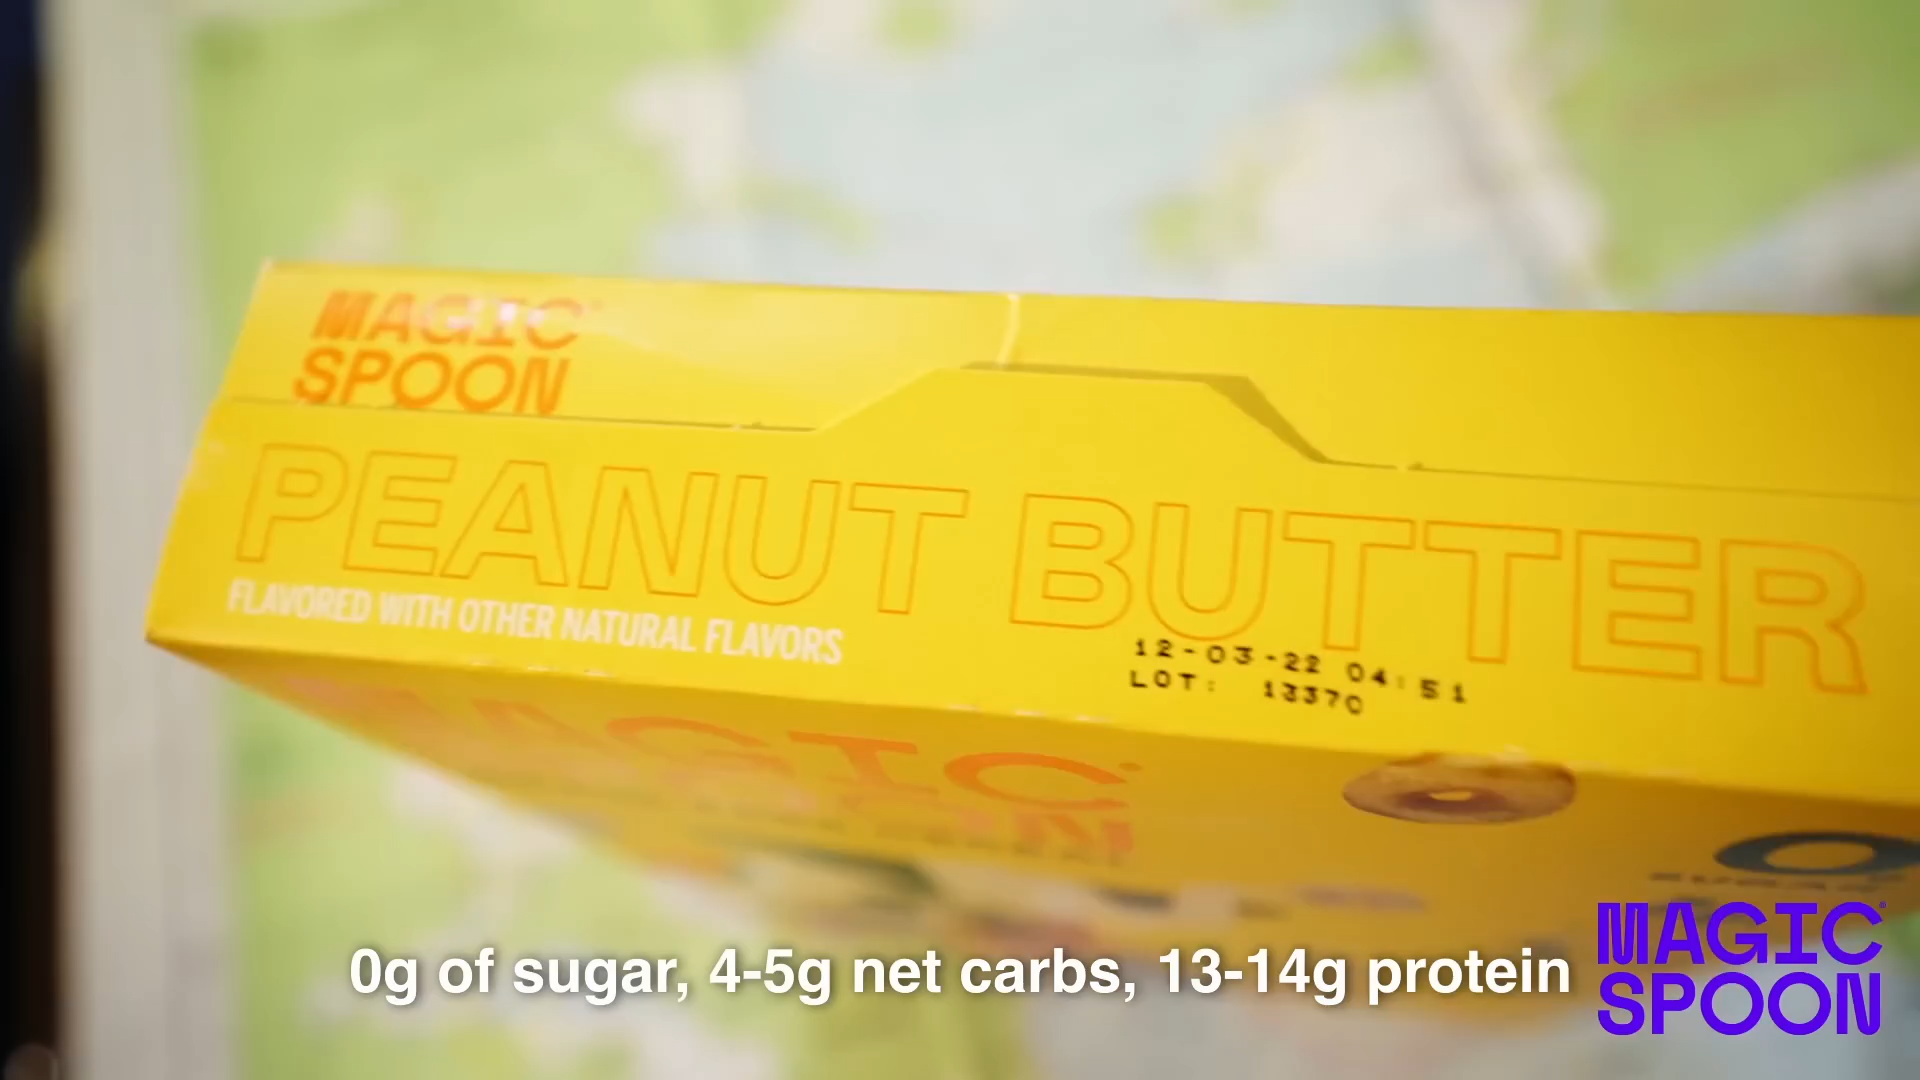 MAGIC
SPOON
PEANUT BUTTER
FLAVORED WITH OTHER NATURAL FLAVORS
12-03-22 04:51
LOT: 13370
MAGIC
0g of sugar, 4-5g net carbs, 13-14g protein
MAGIC
SPOON